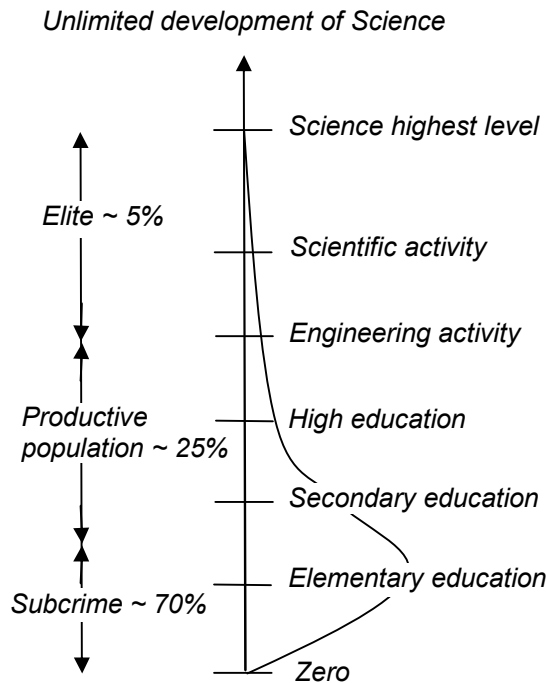 Unlimited development of Science
Science highest level
Elite ~ 5%
Scientific activity
Engineering activity
Productive
population ~ 25%
High education
Secondary education
Elementary education
Subcrime ~ 70%
Zero